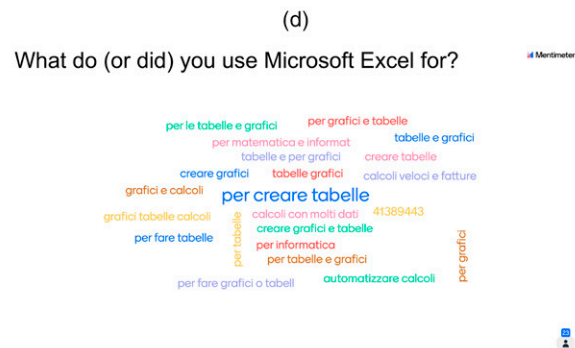 (d)
What do (or did) you use Microsoft Excel for?
Mentimeter
per le tabelle e grafici
per grafici e tabelle
per matematica e informat
tabelle e grafici
tabelle e per grafici
creare tabelle
creare grafici
tabelle grafici
calcoli veloci e fatture
grafici e calcoli
per creare tabelle
grafici tabelle calcoli
per tabelle
calcoli con molti dati
41389443
creare grafici e tabelle
per fare tabelle
per informatica
per grafici
per tabelle e grafici
per fare grafici o tabell
automatizzare calcoli
23